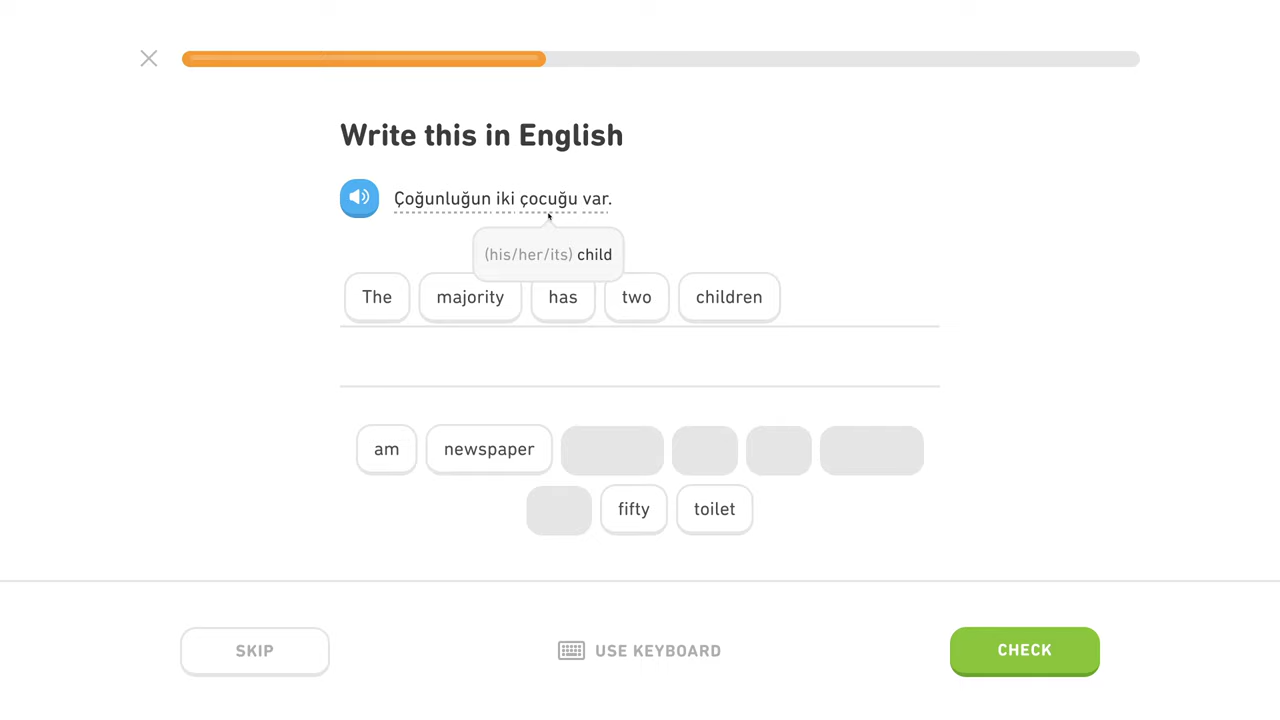 Write this in English
Çoğunluğun iki çocuğu var.
(his/her/its) child
The majority has two children
am newspaper
fifty toilet
SKIP USE KEYBOARD CHECK